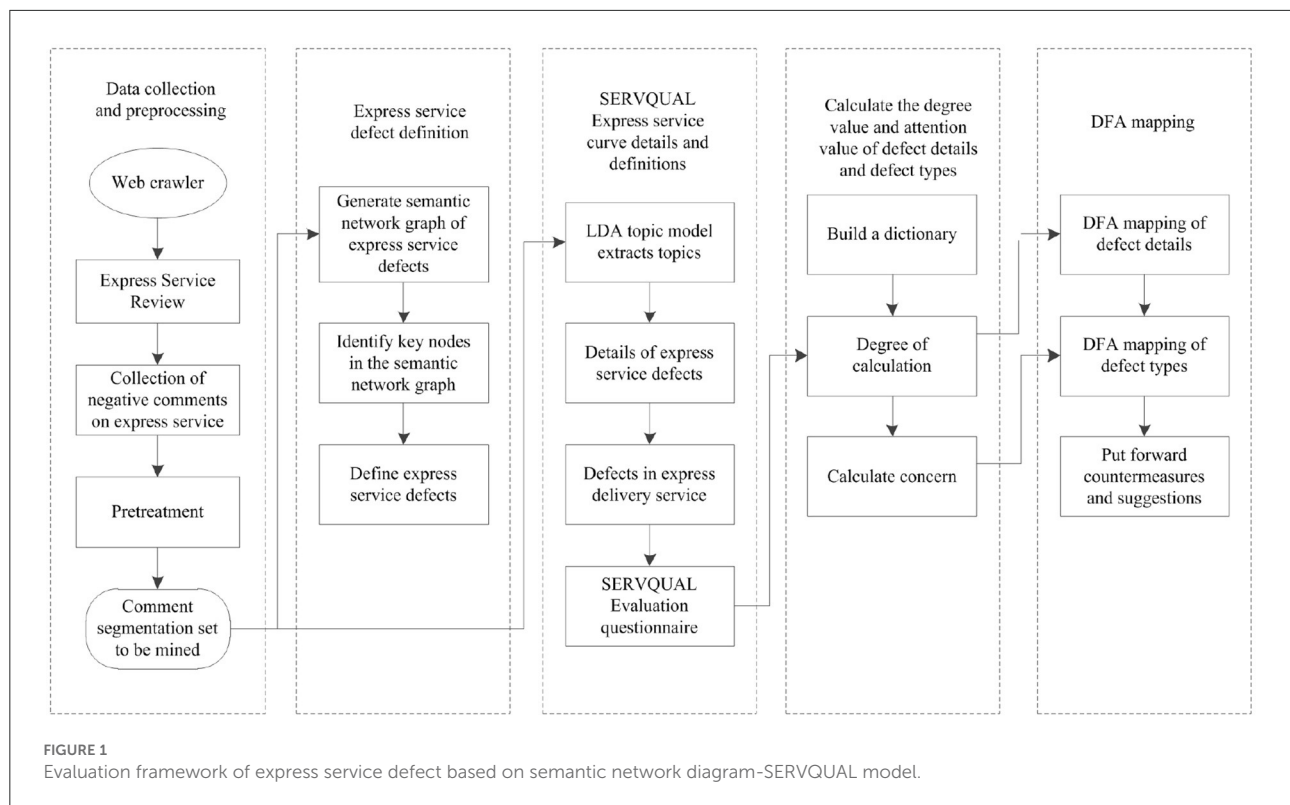 Data collection
and preprocessing
Web crawler
Express Service
Review
Collection of
negative comments
on express service
Pretreatment
Comment
segmentation set
to be mined
Express service
defect definition
Generate semantic
network graph of
express service
defects
Identify key nodes
in the semantic
network graph
Define express
service defects
SERVQUAL
Express service
curve details and
definitions
LDA topic model
extracts topics
Details of express
service defects
Defects in express
delivery service
SERVQUAL
Evaluation
questionnaire
Calculate the degree
value and attention
value of defect details
and defect types
Build a dictionary
Degree of
calculation
Calculate concern
DFA mapping
DFA mapping of
defect details
DFA mapping of
defect types
Put forward
countermeasures
and suggestions
FIGURE 1
Evaluation framework of express service defect based on semantic network diagram-SERVQUAL model.